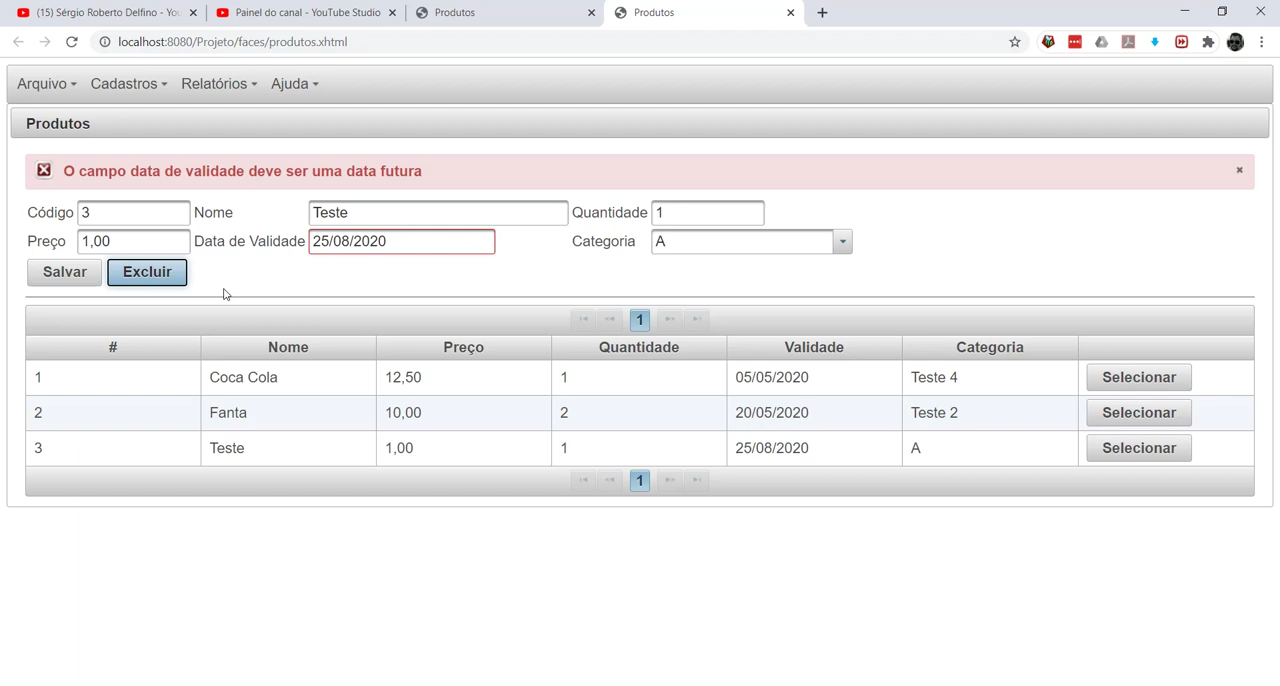 (15) Sérgio Roberto Delfino - You
Painel do canal - YouTube Studio
Produtos
Produtos
localhost:8080/Projeto/faces/produtos.xhtml
Arquivo Cadastros Relatórios Ajuda
Produtos
O campo data de validade deve ser uma data futura
Código 3 Nome Teste Quantidade 1
Preço 1,00 Data de Validade 25/08/2020 Categoria A
Salvar Excluir
1
# Nome Preço Quantidade Validade Categoria
1 Coca Cola 12,50 1 05/05/2020 Teste 4 Selecionar
2 Fanta 10,00 2 20/05/2020 Teste 2 Selecionar
3 Teste 1,00 1 25/08/2020 A Selecionar
1